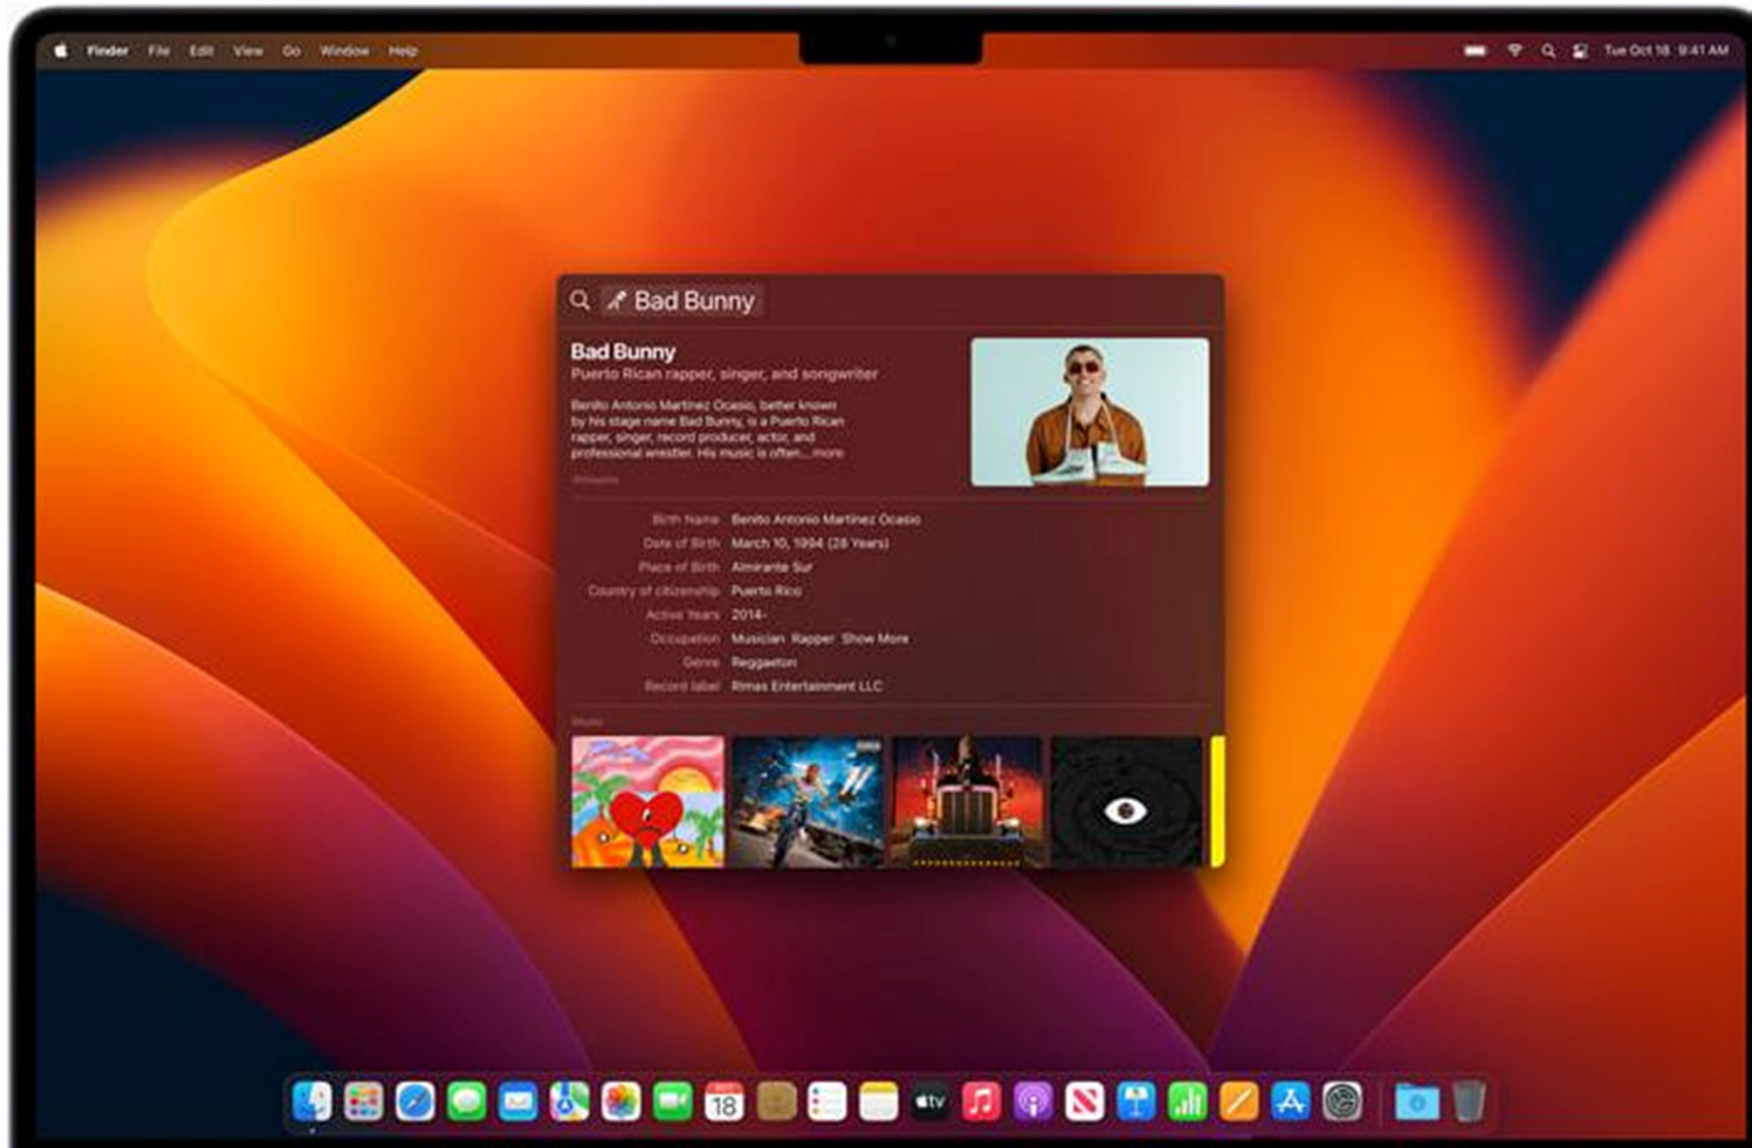 Finder File Edit View Go Window Help
Tue Oct 18 9:41 AM
Bad Bunny
Bad Bunny
Puerto Rican rapper, singer, and songwriter
Benito Antonio Martínez Ocasio, better known
by his stage name Bad Bunny, is a Puerto Rican
rapper, singer, record producer, actor, and
professional wrestler. His music is often... more
Birth Name Benito Antonio Martínez Ocasio
Date of Birth March 10, 1994 (28 Years)
Place of Birth Almirante Sur
Country of citizenship Puerto Rico
Active Years 2014-
Occupation Musician Rapper Show More
Genre Reggaeton
Record label Rimas Entertainment LLC
Music
18
tv